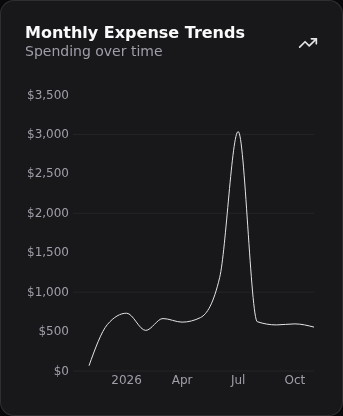 Monthly Expense Trends
Spending over time
$3,500
$3,000
$2,500
$2,000
$1,500
$1,000
$500
$0
2026 Apr Jul Oct